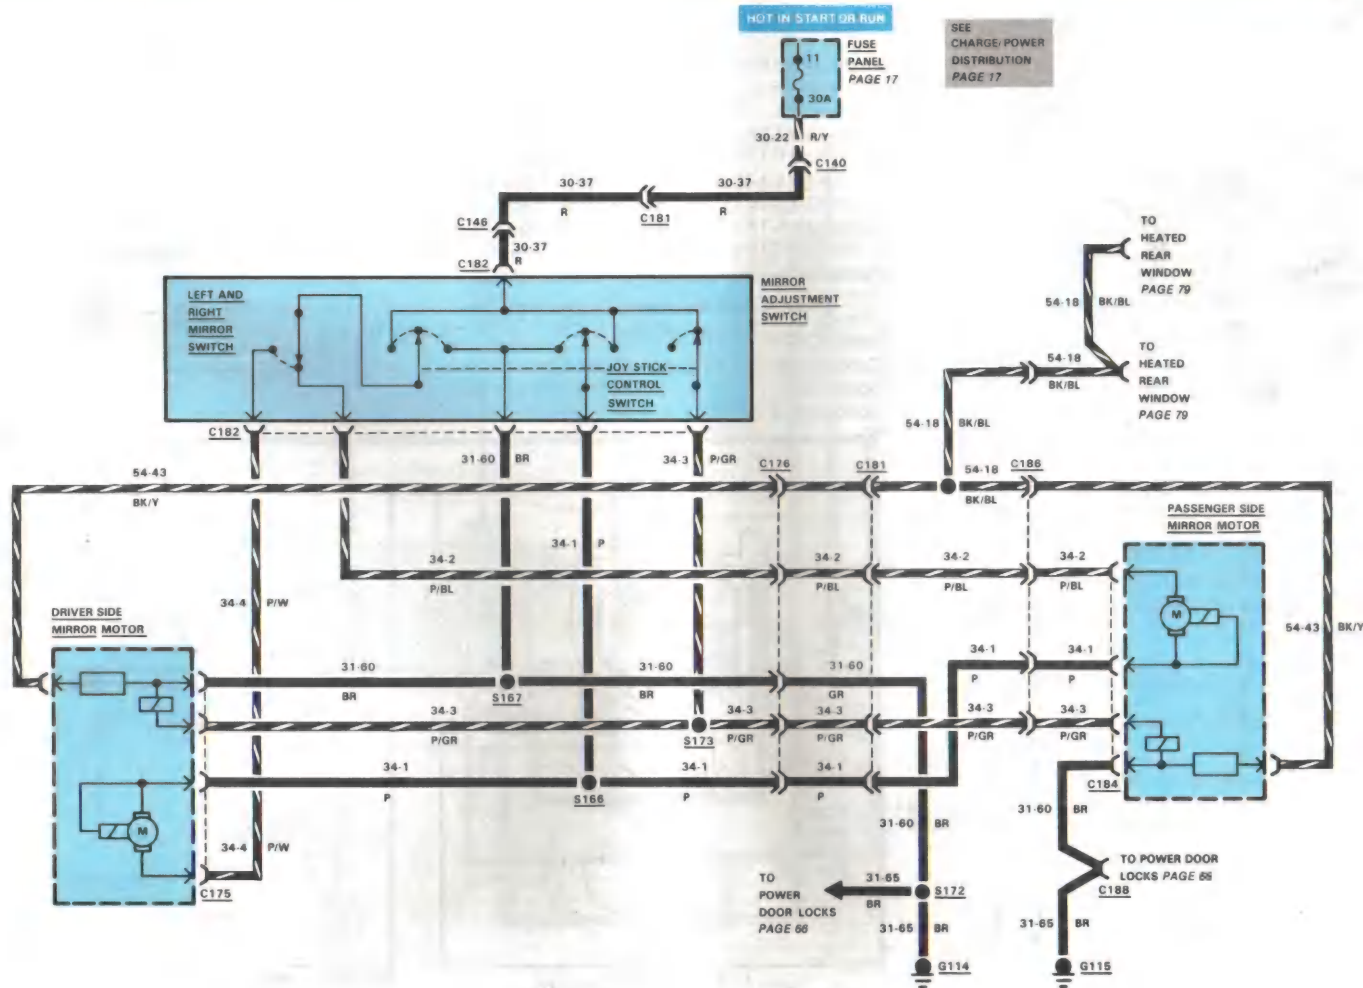 HOT IN START OR RUN
FUSE
PANEL
PAGE 17
11
30A
SEE
CHARGE/POWER
DISTRIBUTION
PAGE 17
30-22 R/Y
C140
30-37
R
C181
30-37
R
C146
30-37
R
C182
LEFT AND
RIGHT
MIRROR
SWITCH
JOY STICK
CONTROL
SWITCH
MIRROR
ADJUSTMENT
SWITCH
TO
HEATED
REAR
WINDOW
PAGE 79
54-18 BK/BL
TO
HEATED
REAR
WINDOW
PAGE 79
54-18
BK/BL
54-18 BK/BL
C182
31-60 BR
34-3 P/GR
54-43
BK/Y
C176
C181
54-18
BK/BL
C186
PASSENGER SIDE
MIRROR MOTOR
34-1 P
34-2
P/BL
34-2
P/BL
34-2
P/BL
34-2
P/BL
M
34-4 P/W
DRIVER SIDE
MIRROR MOTOR
54-43 BK/Y
31-60
BR
S167
31-60
BR
31-60
GR
34-1
P
34-1
P
34-3
P/GR
S173
34-3
P/GR
34-3
P/GR
34-3
P/GR
34-3
P/GR
34-1
P
S166
34-1
P
34-1
P
C184
M
34-4 P/W
C175
31-60 BR
31-60 BR
TO
POWER
DOOR LOCKS
PAGE 66
31-65
BR
S172
31-65 BR
G114
TO POWER DOOR
LOCKS PAGE 66
C188
31-65 BR
G115